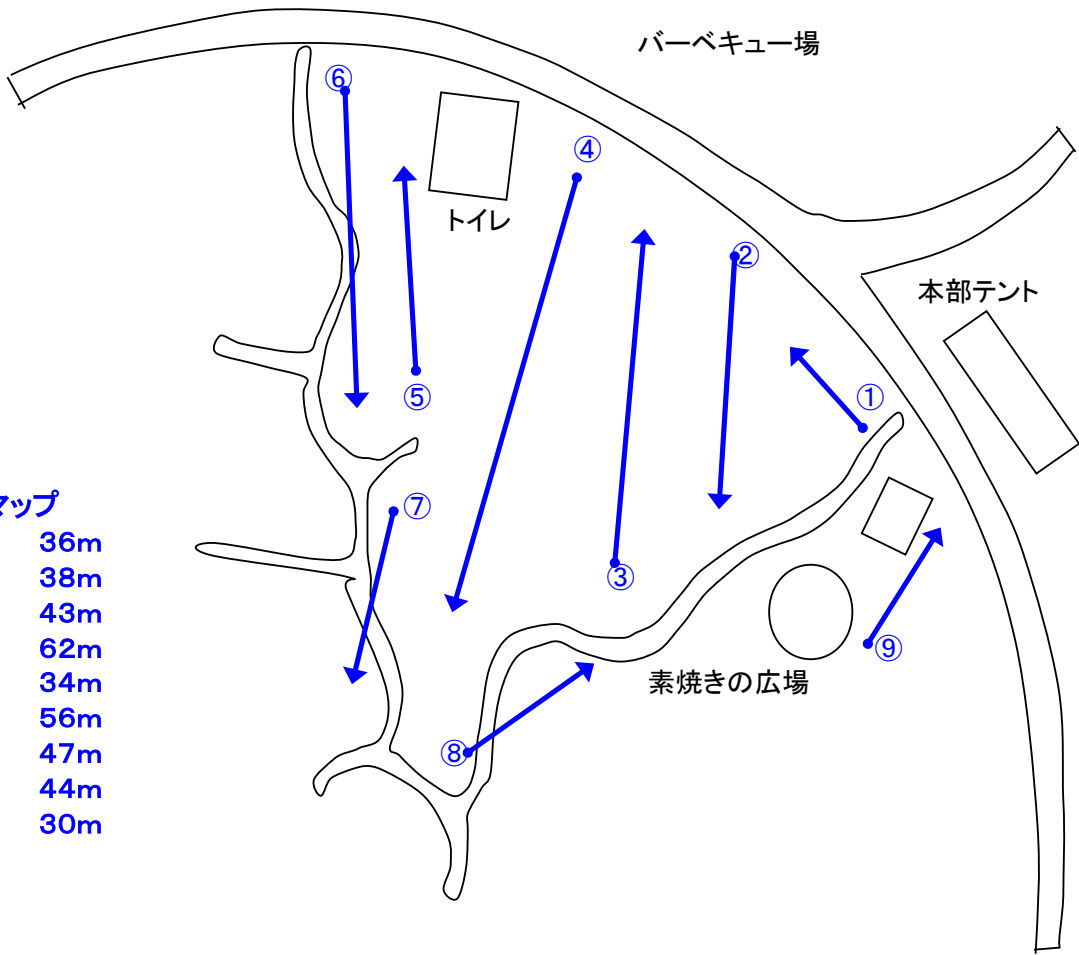 バーベキュー場
⑥
④
トイレ
②
本部テント
⑤
①
マップ
⑦
36m
38m
43m
③
62m
⑨
34m
素焼きの広場
56m
47m
⑧
44m
30m